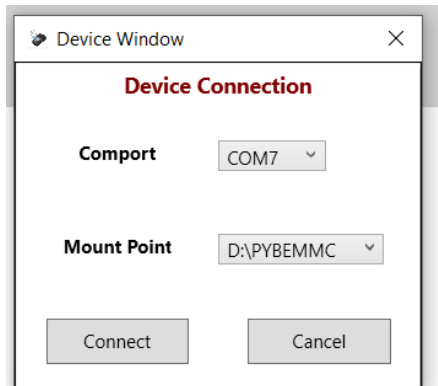 Device Window
Device Connection
Comport COM7
Mount Point D:\PYBEMMC
Connect Cancel